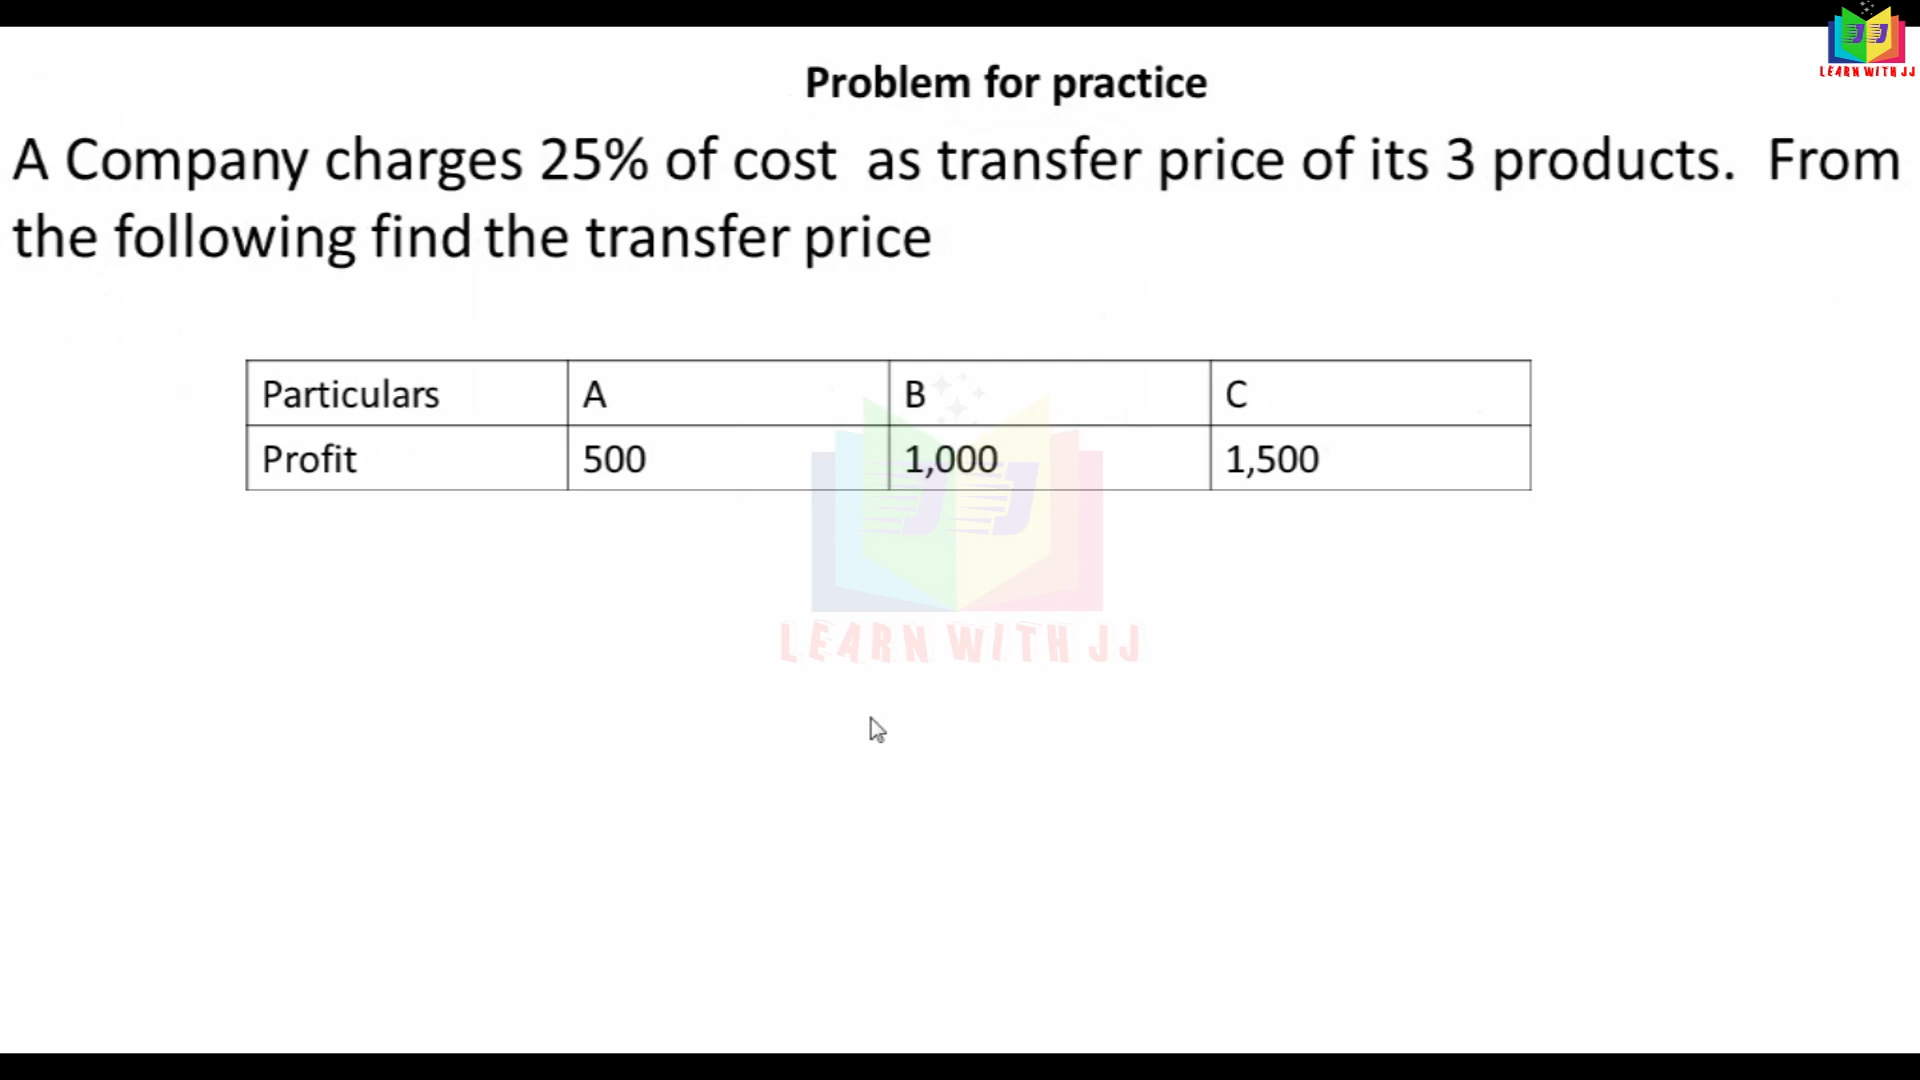 LEARN WITH JJ
Problem for practice
A Company charges 25% of cost as transfer price of its 3 products. From
the following find the transfer price
Particulars A B C
Profit 500 1,000 1,500
JJ
LEARN WITH JJ